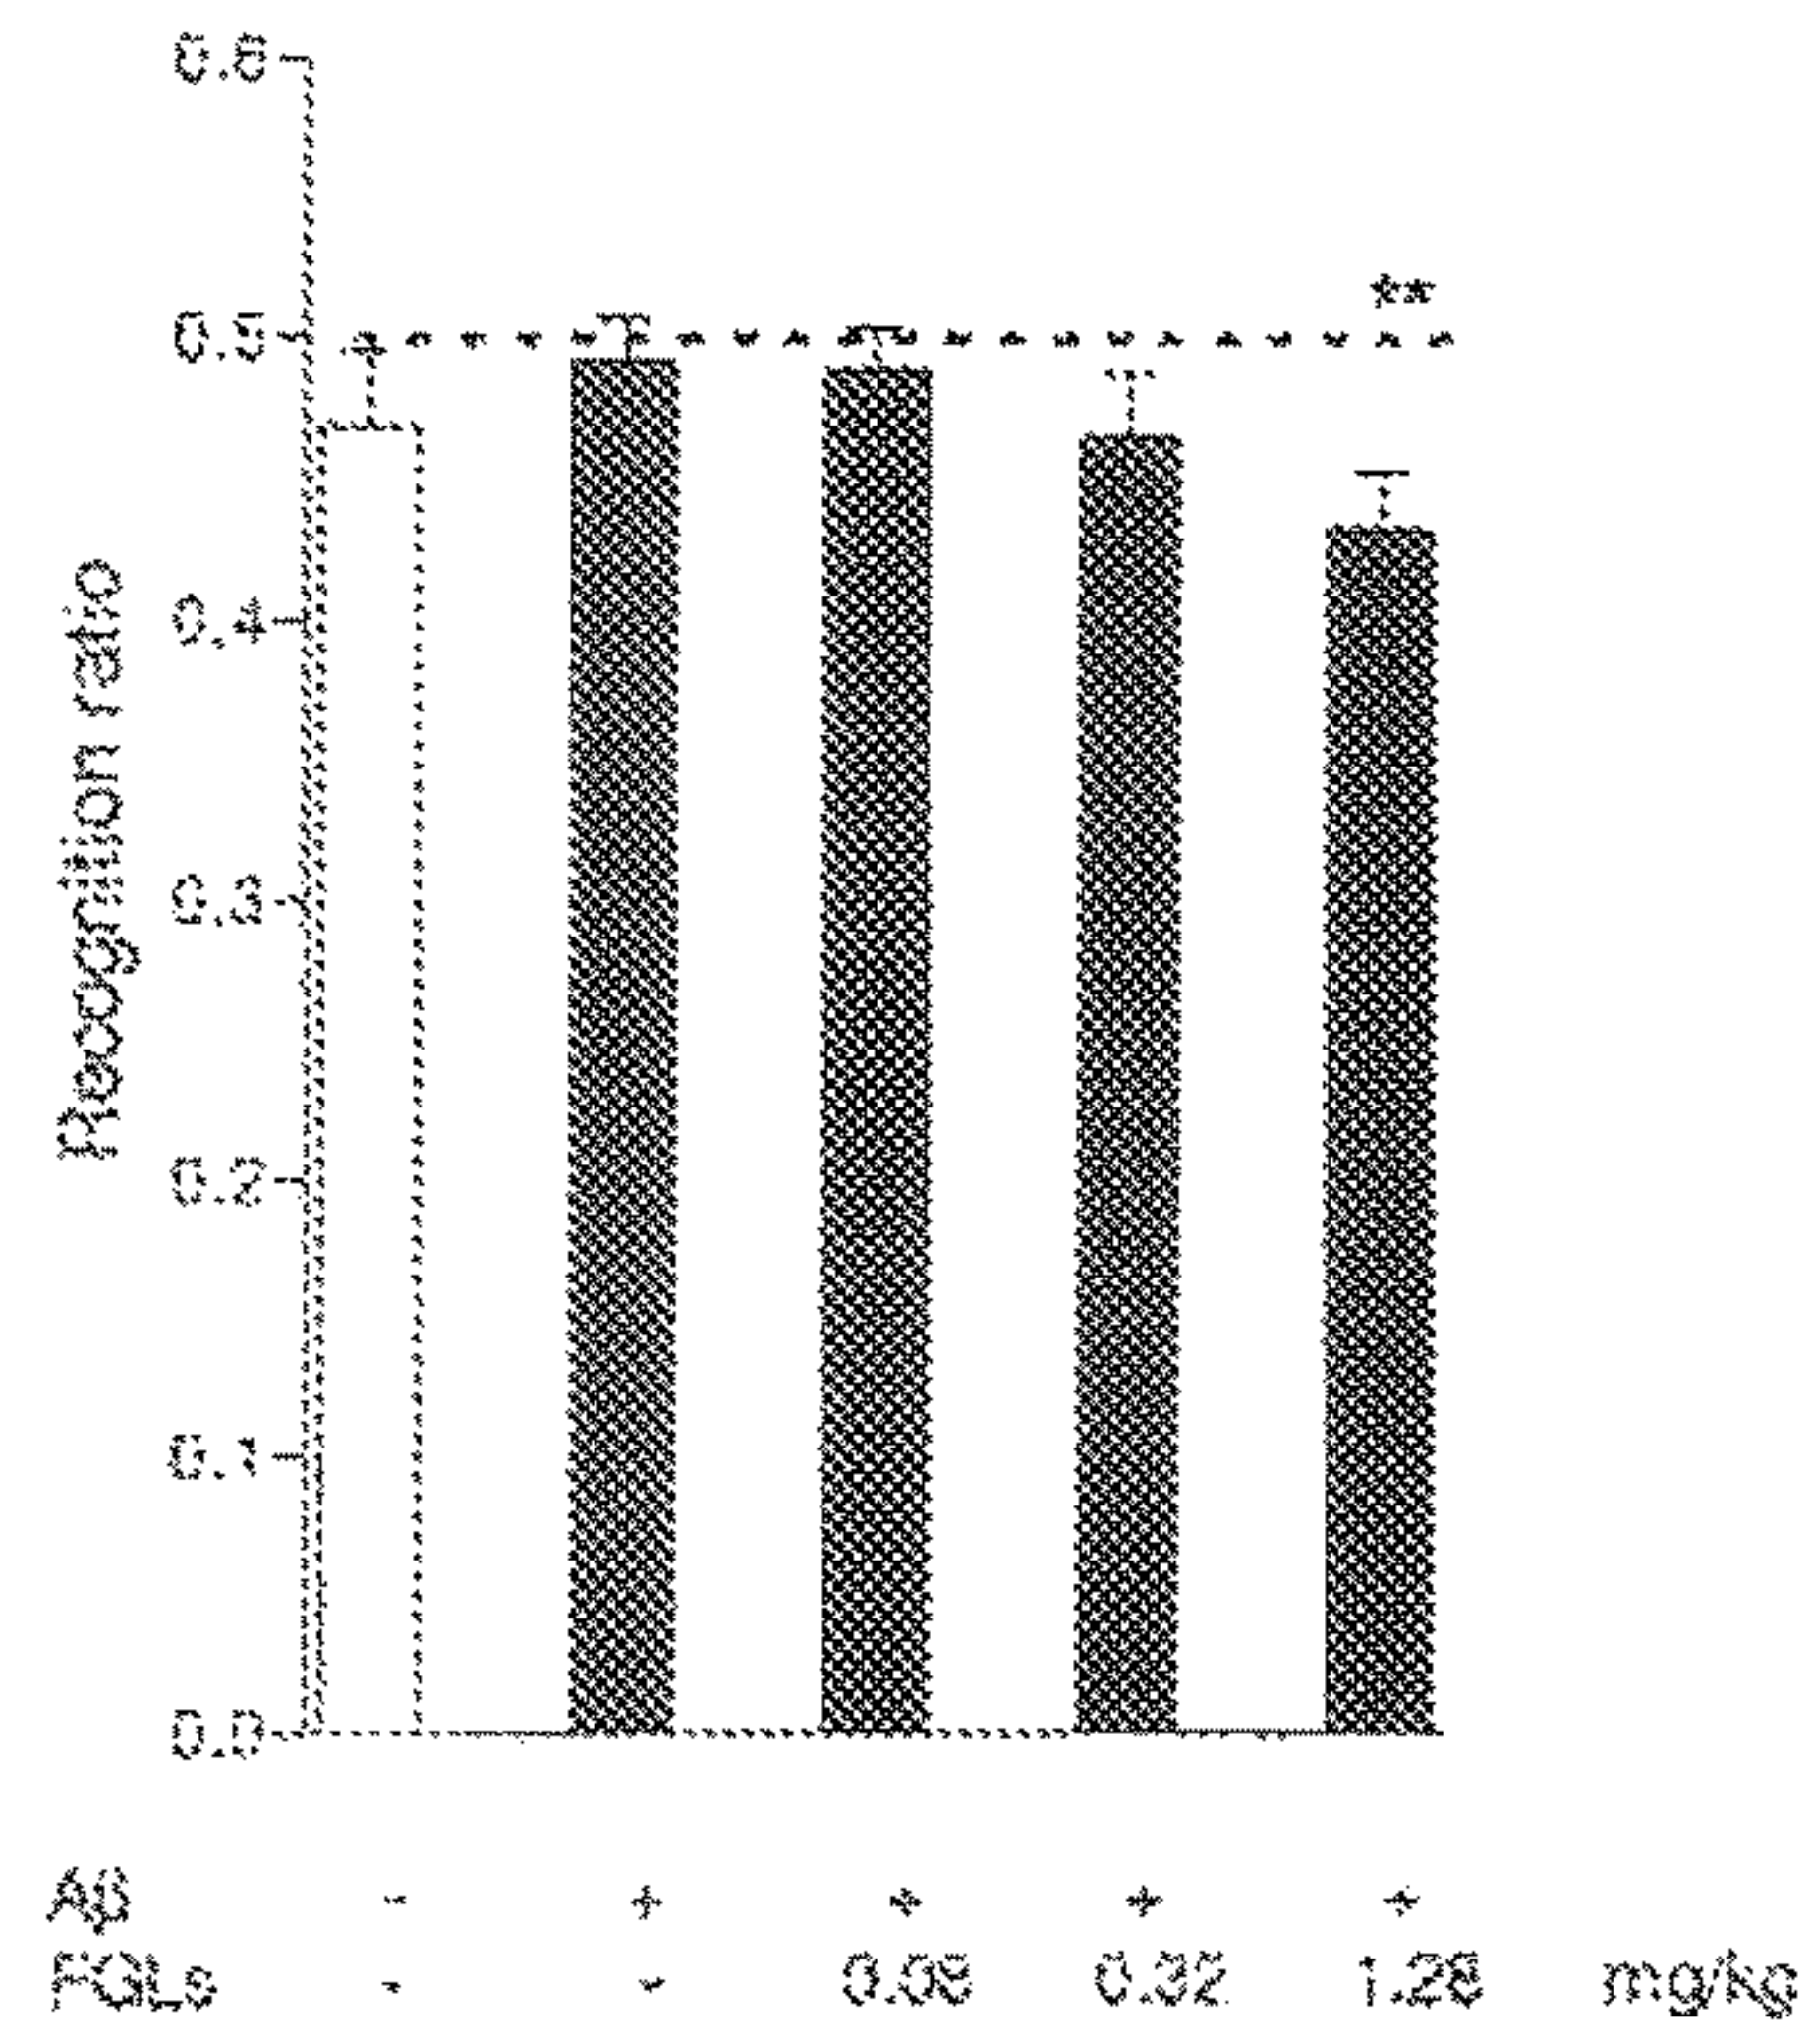 0.6
**
0.5
0.4
0.3
0.2
0.1
0.0
Recognition ratio
Aβ - + + + +
FGLs - - 0.08 0.32 1.28 mg/kg